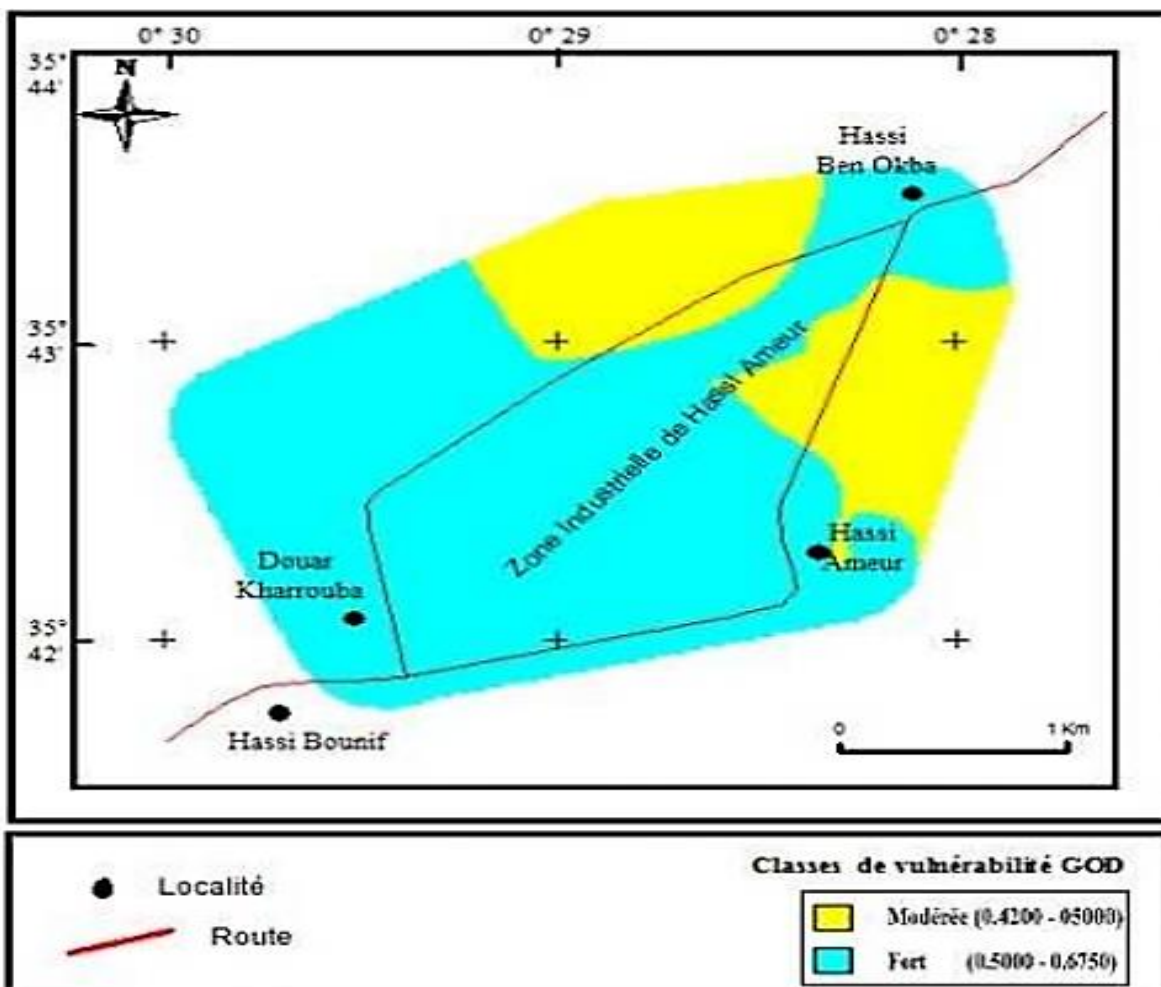 0° 30 0° 29 0° 28
35°
44'
N
Hassi
Ben Okba
35°
43'
Zone Industrielle de Hassi Ameur
Hassi
Ameur
Douar
Kharrouba
35°
42'
Hassi Bounif
0 1 Km
Localité
Route
Classes de vulnérabilité GOD
Modérée (0.4200 - 05000)
Fort (0.5000 - 0.6750)